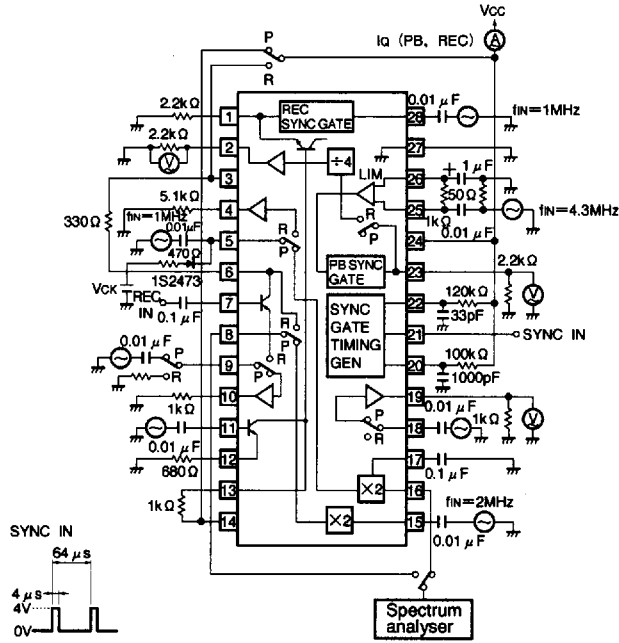 Vcc
IQ (PB, REC)
A
P
R
2.2kΩ
1
REC
SYNC GATE
28
0.01 μF
fIN=1MHz
2.2kΩ
V
2
÷4
27
3
LIM
26
+
1 μF
5.1kΩ
4
50Ω
fIN=1MHz
0.01μF
330Ω
R
P
25
1kΩ
fIN=4.3MHz
5
R
P
24
0.01 μF
470Ω
1S2473
6
PB SYNC
GATE
23
2.2kΩ
V
VCK
REC
IN
0.1 μF
7
SYNC
GATE
TIMING
GEN
22
120kΩ
33pF
8
R
P
21
SYNC IN
0.01 μF
P
R
9
R
P
20
100kΩ
1000pF
10
1kΩ
19
0.01 μF
1kΩ
V
11
0.01 μF
P
R
18
12
680Ω
17
0.1 μF
13
1kΩ
×2
16
14
×2
15
fIN=2MHz
0.01 μF
SYNC IN
64 μs
4 μs
4V
0V
Spectrum
analyser